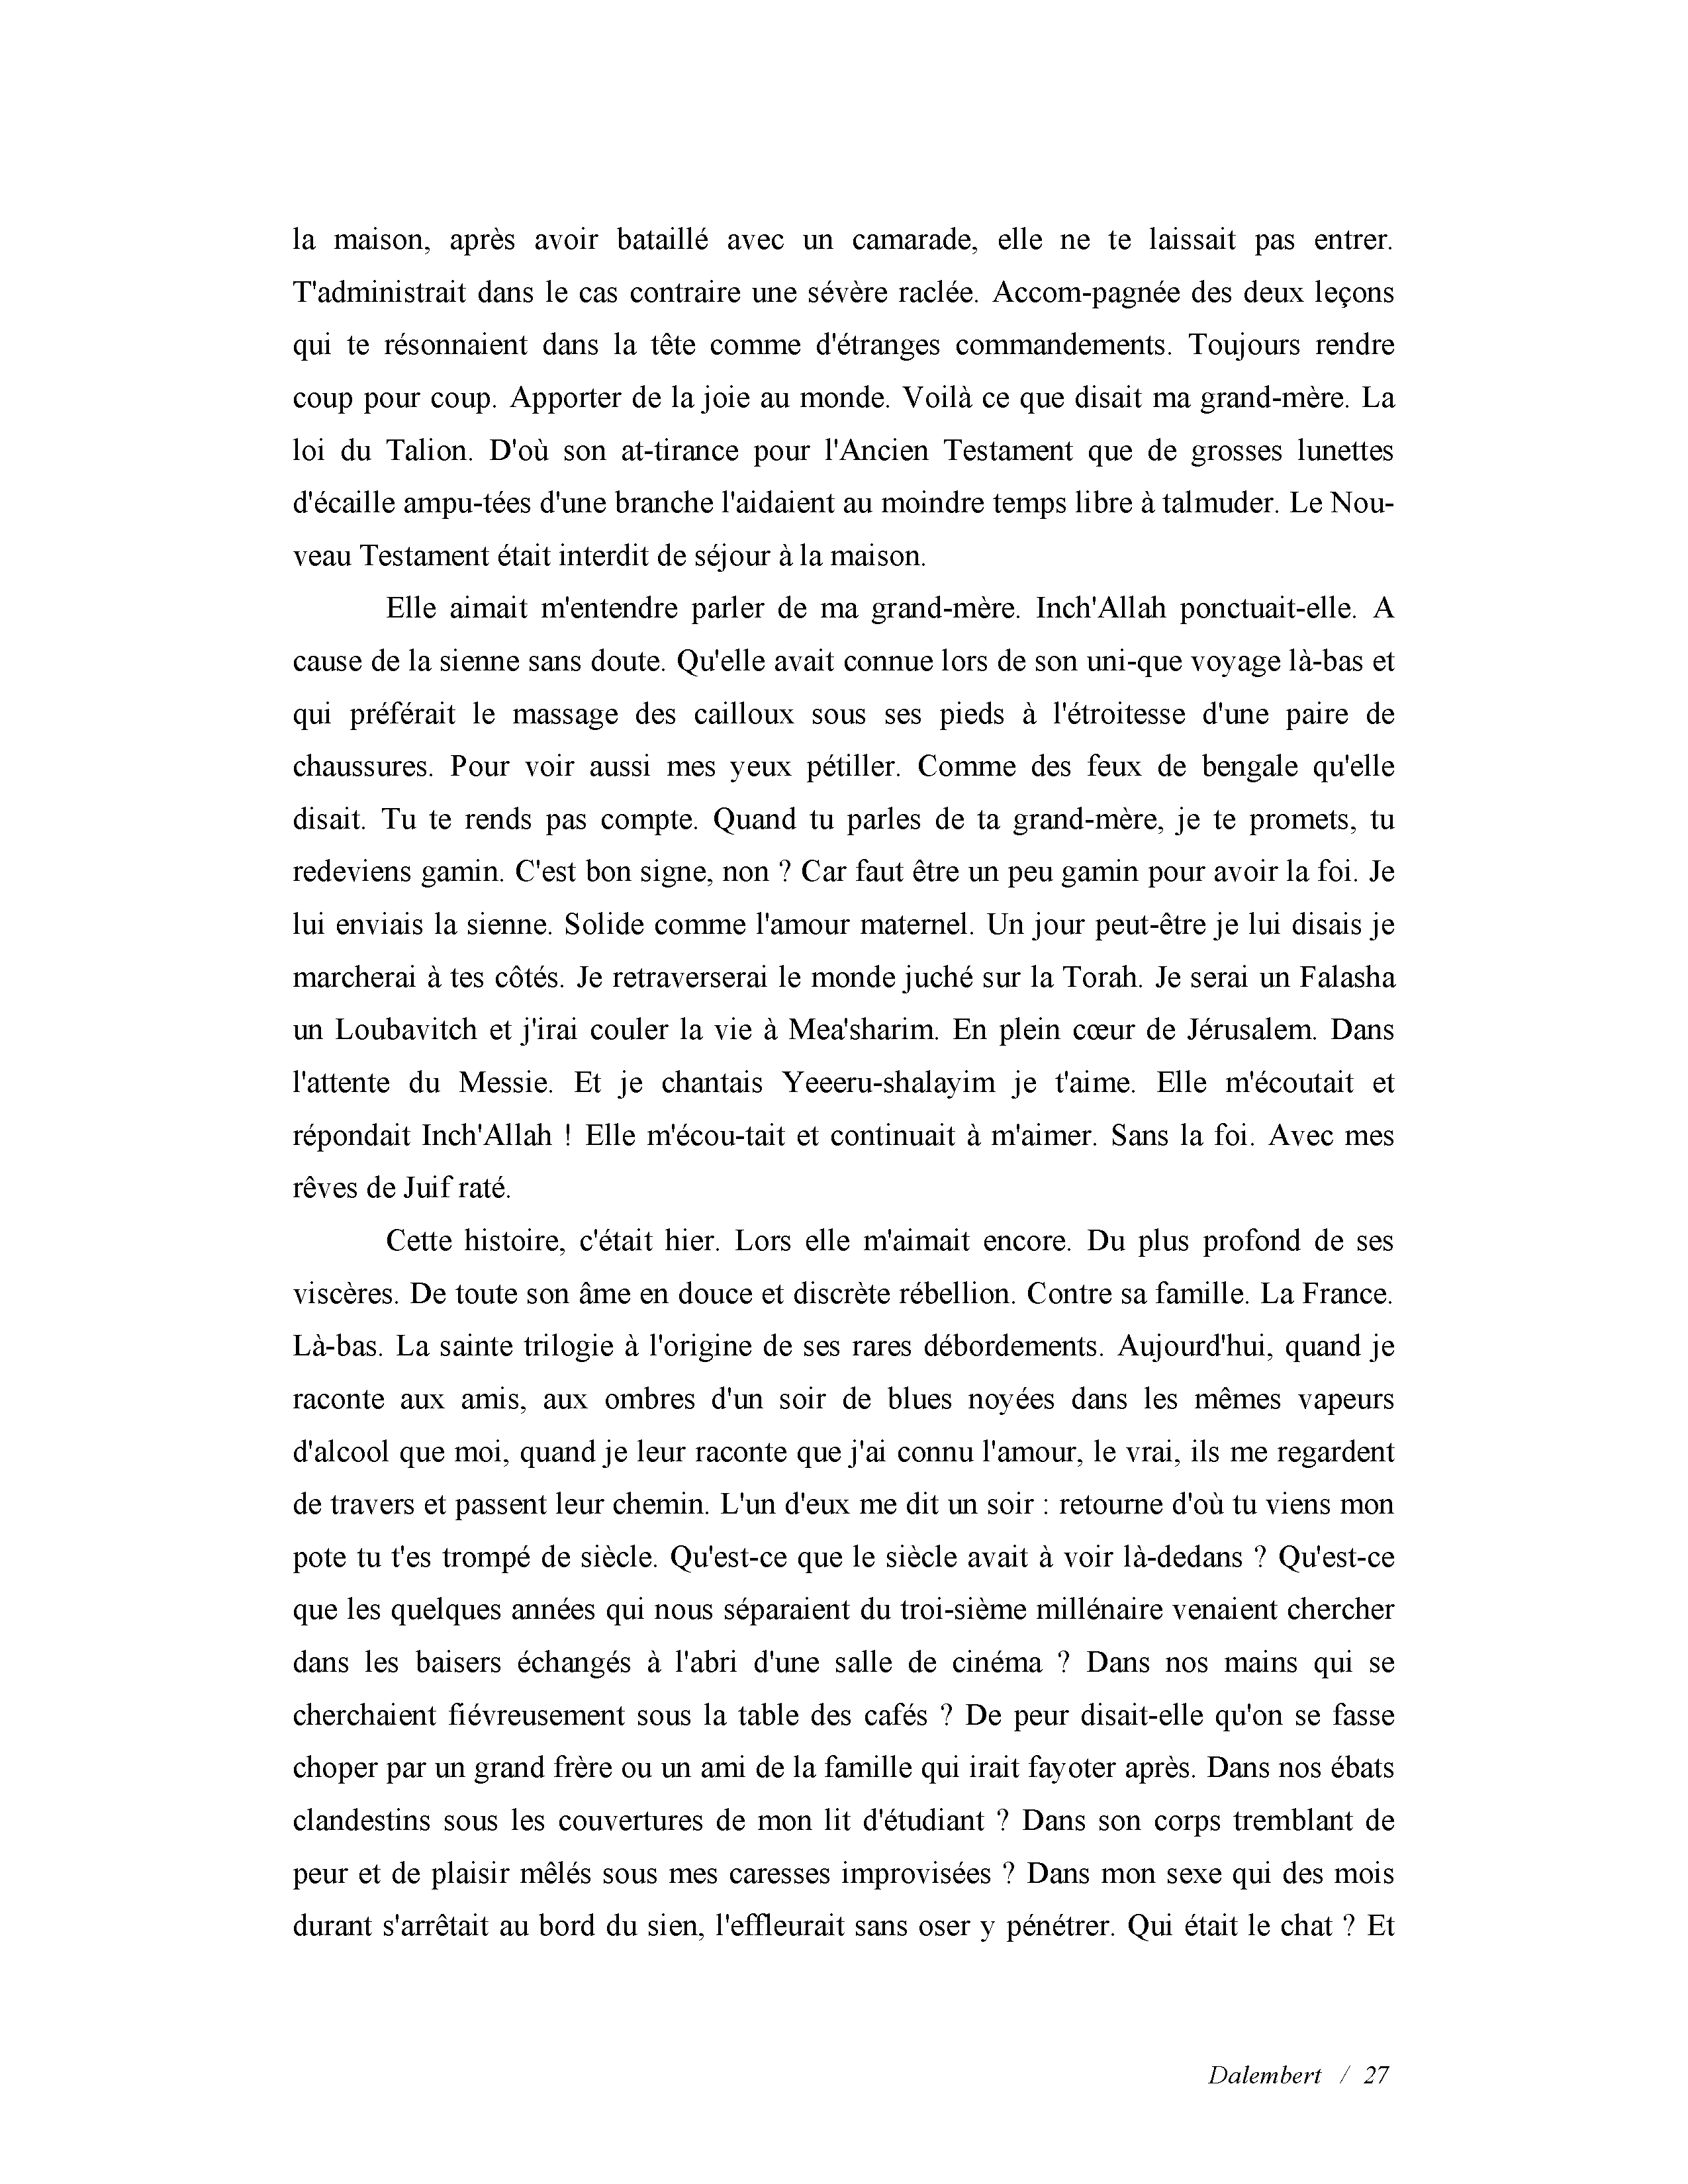 la maison, après avoir bataillé avec un camarade, elle ne te laissait pas entrer.
T'administrait dans le cas contraire une sévère raclée. Accom-pagnée des deux leçons
qui te résonnaient dans la tête comme d'étranges commandements. Toujours rendre
coup pour coup. Apporter de la joie au monde. Voilà ce que disait ma grand-mère. La
loi du Talion. D'où son at-tirance pour l'Ancien Testament que de grosses lunettes
d'écaille ampu-tées d'une branche l'aidaient au moindre temps libre à talmuder. Le Nou-
veau Testament était interdit de séjour à la maison.
Elle aimait m'entendre parler de ma grand-mère. Inch'Allah ponctuait-elle. A
cause de la sienne sans doute. Qu'elle avait connue lors de son uni-que voyage là-bas et
qui préférait le massage des cailloux sous ses pieds à l'étroitesse d'une paire de
chaussures. Pour voir aussi mes yeux pétiller. Comme des feux de bengale qu'elle
disait. Tu te rends pas compte. Quand tu parles de ta grand-mère, je te promets, tu
redeviens gamin. C'est bon signe, non ? Car faut être un peu gamin pour avoir la foi. Je
lui enviais la sienne. Solide comme l'amour maternel. Un jour peut-être je lui disais je
marcherai à tes côtés. Je retraverserai le monde juché sur la Torah. Je serai un Falasha
un Loubavitch et j'irai couler la vie à Mea'sharim. En plein cœur de Jérusalem. Dans
l'attente du Messie. Et je chantais Yeeeru-shalayim je t'aime. Elle m'écoutait et
répondait Inch'Allah ! Elle m'écou-tait et continuait à m'aimer. Sans la foi. Avec mes
rêves de Juif raté.
Cette histoire, c'était hier. Lors elle m'aimait encore. Du plus profond de ses
viscères. De toute son âme en douce et discrète rébellion. Contre sa famille. La France.
Là-bas. La sainte trilogie à l'origine de ses rares débordements. Aujourd'hui, quand je
raconte aux amis, aux ombres d'un soir de blues noyées dans les mêmes vapeurs
d'alcool que moi, quand je leur raconte que j'ai connu l'amour, le vrai, ils me regardent
de travers et passent leur chemin. L'un d'eux me dit un soir : retourne d'où tu viens mon
pote tu t'es trompé de siècle. Qu'est-ce que le siècle avait à voir là-dedans ? Qu'est-ce
que les quelques années qui nous séparaient du troi-sième millénaire venaient chercher
dans les baisers échangés à l'abri d'une salle de cinéma ? Dans nos mains qui se
cherchaient fiévreusement sous la table des cafés ? De peur disait-elle qu'on se fasse
choper par un grand frère ou un ami de la famille qui irait fayoter après. Dans nos ébats
clandestins sous les couvertures de mon lit d'étudiant ? Dans son corps tremblant de
peur et de plaisir mêlés sous mes caresses improvisées ? Dans mon sexe qui des mois
durant s'arrêtait au bord du sien, l'effleurait sans oser y pénétrer. Qui était le chat ? Et
Dalembert / 27